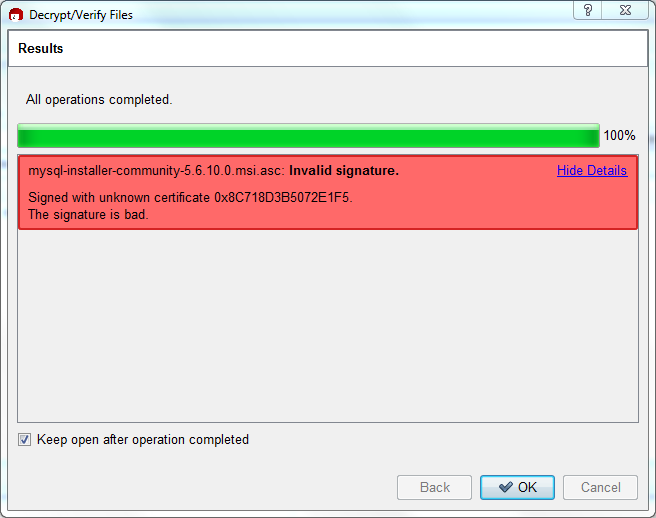 Decrypt/Verify Files
?
Results
All operations completed.
100%
mysql-installer-community-5.6.10.0.msi.asc: Invalid signature. Hide Details
Signed with unknown certificate 0x8C718D3B5072E1F5.
The signature is bad.
Keep open after operation completed
Back OK Cancel